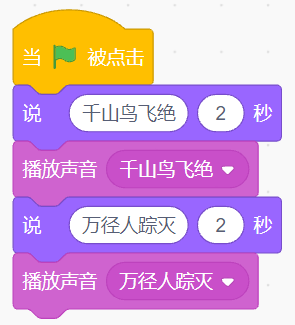 当 被点击
说 千山鸟飞绝 2 秒
播放声音 千山鸟飞绝
说 万径人踪灭 2 秒
播放声音 万径人踪灭